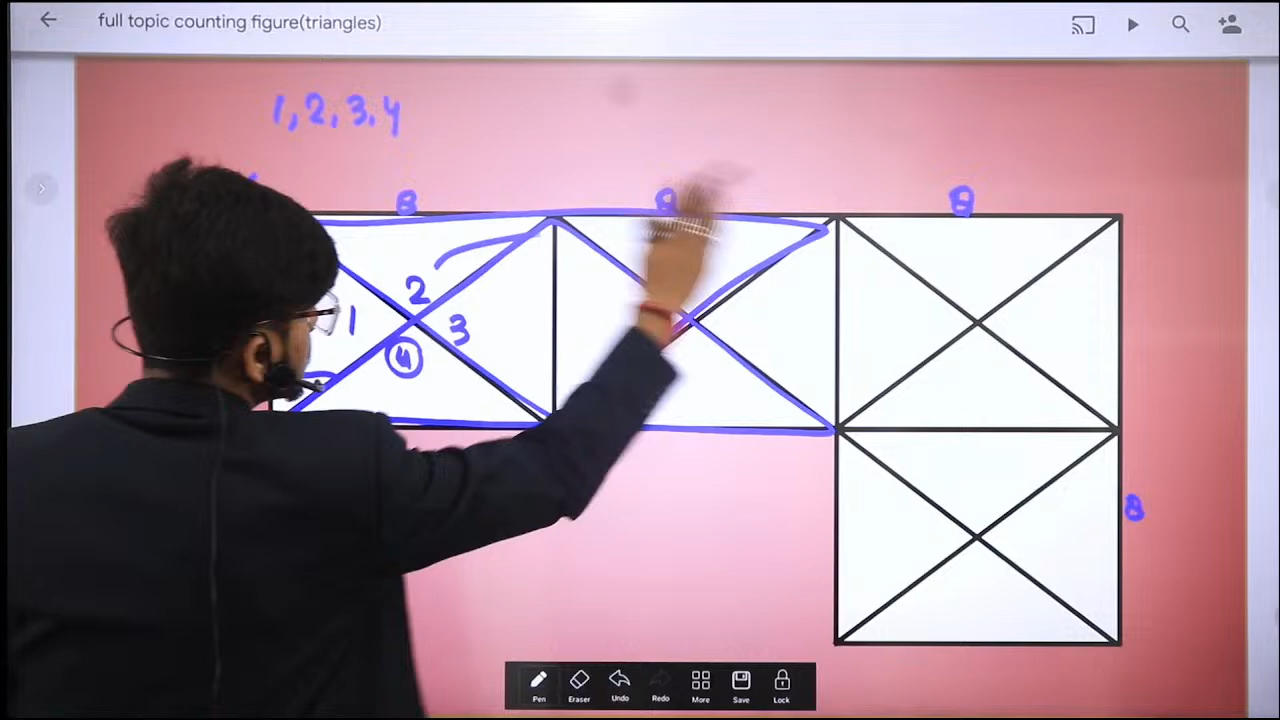 full topic counting figure(triangles)
1, 2, 3, 4
8 8 8
2
1 3
4
8
Pen Eraser Undo Redo More Save Lock